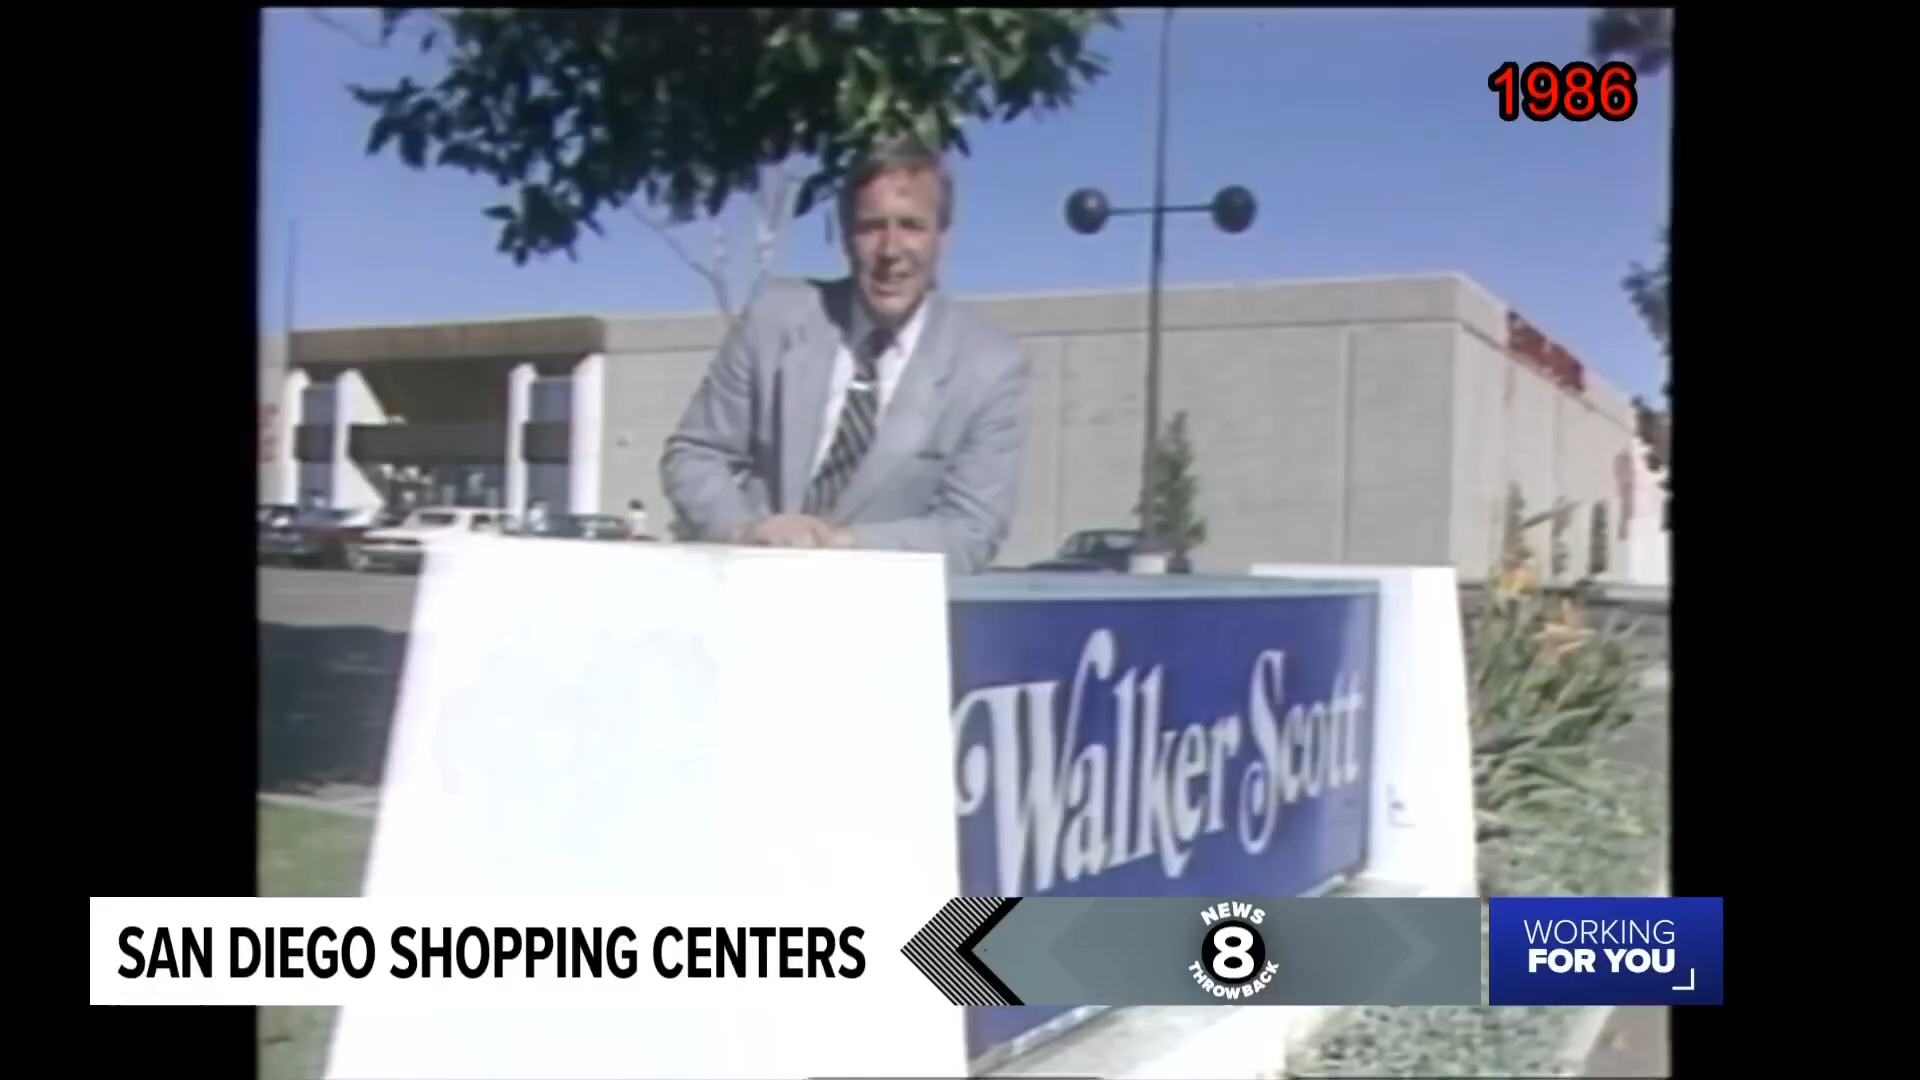 1986
Walker Scott
SAN DIEGO SHOPPING CENTERS
NEWS
8
THROWBACK
WORKING
FOR YOU